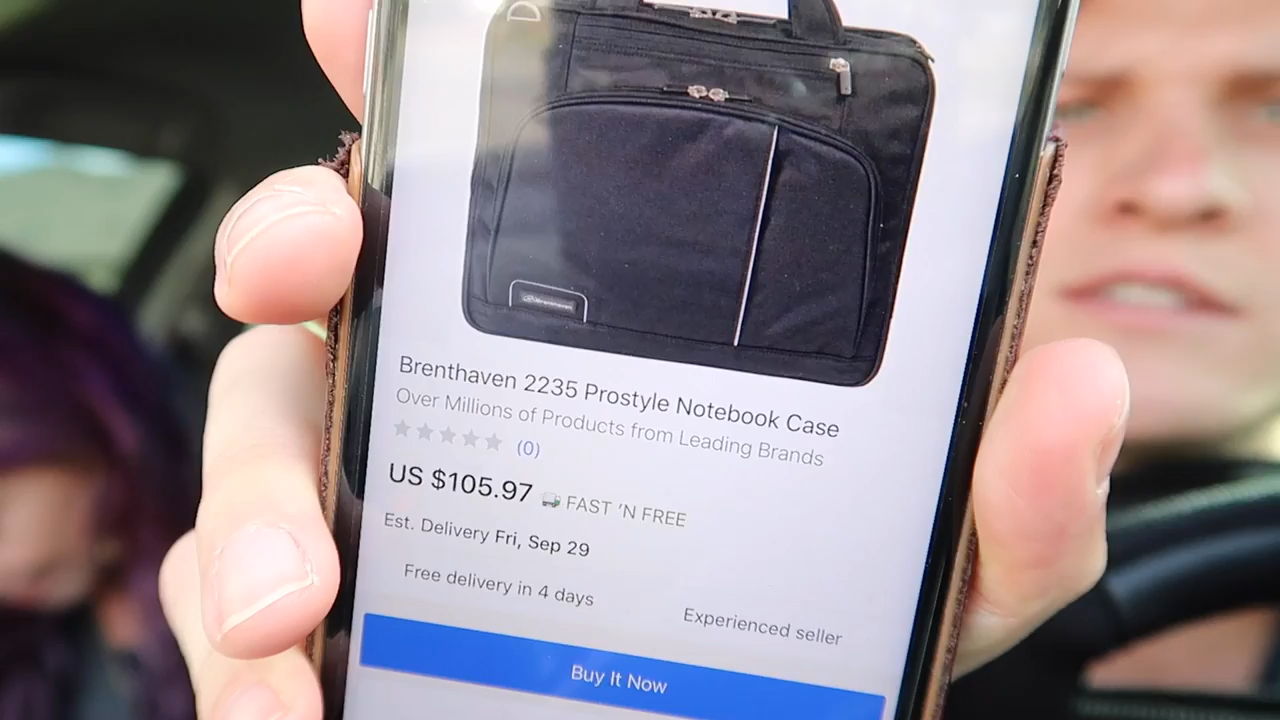 D
Brenthaven
Brenthaven 2235 Prostyle Notebook Case
Over Millions of Products from Leading Brands
(0)
US $105.97 FAST 'N FREE
Est. Delivery Fri, Sep 29
Free delivery in 4 days
Experienced seller
Buy It Now